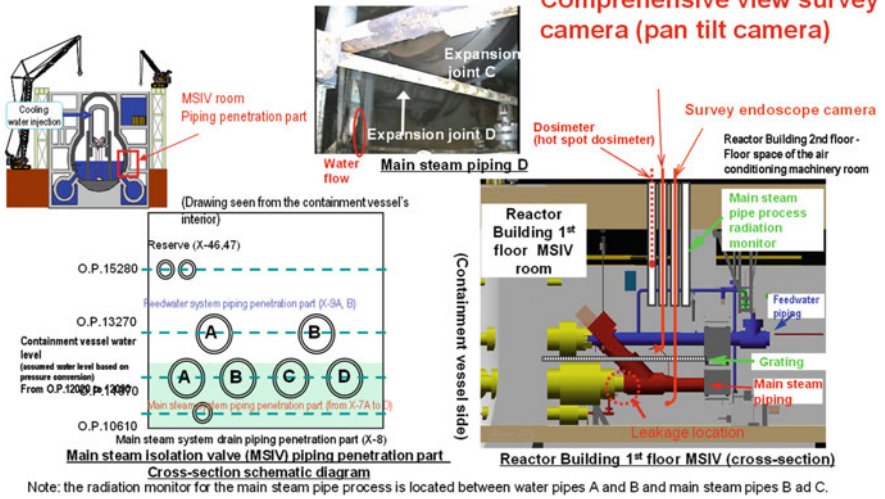 Comprehensive view survey
camera (pan tilt camera)
Cooling
water injection
MSIV room
Piping penetration part
Expansion
joint C
Expansion joint D
Water
flow
Main steam piping D
Dosimeter
(hot spot dosimeter)
Survey endoscope camera
Reactor Building 2nd floor -
Floor space of the air
conditioning machinery room
(Drawing seen from the containment vessel's
interior)
Reserve (X-46,47)
O.P.15280
Feedwater system piping penetration part (X-9A, B)
O.P.13270
A
B
Containment vessel water
level
(assumed water level based on
pressure conversion)
From O.P.12020 to
A
B
C
D
Main steam system piping penetration part (from X-7A to D)
O.P.10610
Main steam system drain piping penetration part (X-8)
Main steam isolation valve (MSIV) piping penetration part
Cross-section schematic diagram
(Containment vessel side)
Reactor
Building 1st
floor MSIV
room
Main steam
pipe process
radiation
monitor
Feedwater
piping
Grating
Main steam
piping
Leakage location
Reactor Building 1st floor MSIV (cross-section)
Note: the radiation monitor for the main steam pipe process is located between water pipes A and B and main steam pipes B ad C.